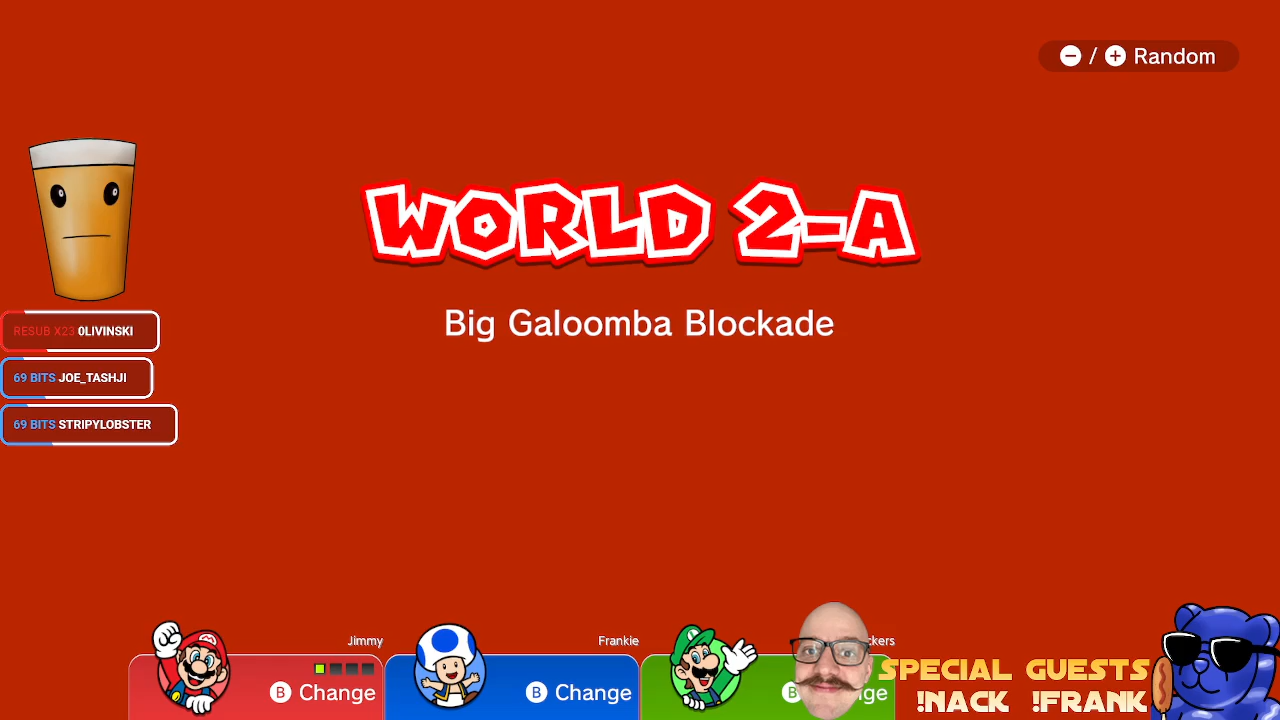 − / + Random
WORLD 2-A
Big Galoomba Blockade
RESUB X23 0LIVINSKI
69 BITS JOE_TASHJI
69 BITS STRIPYLOBSTER
Jimmy
Frankie
B Change
B Change
B
SPECIAL GUESTS
!NACK !FRANK